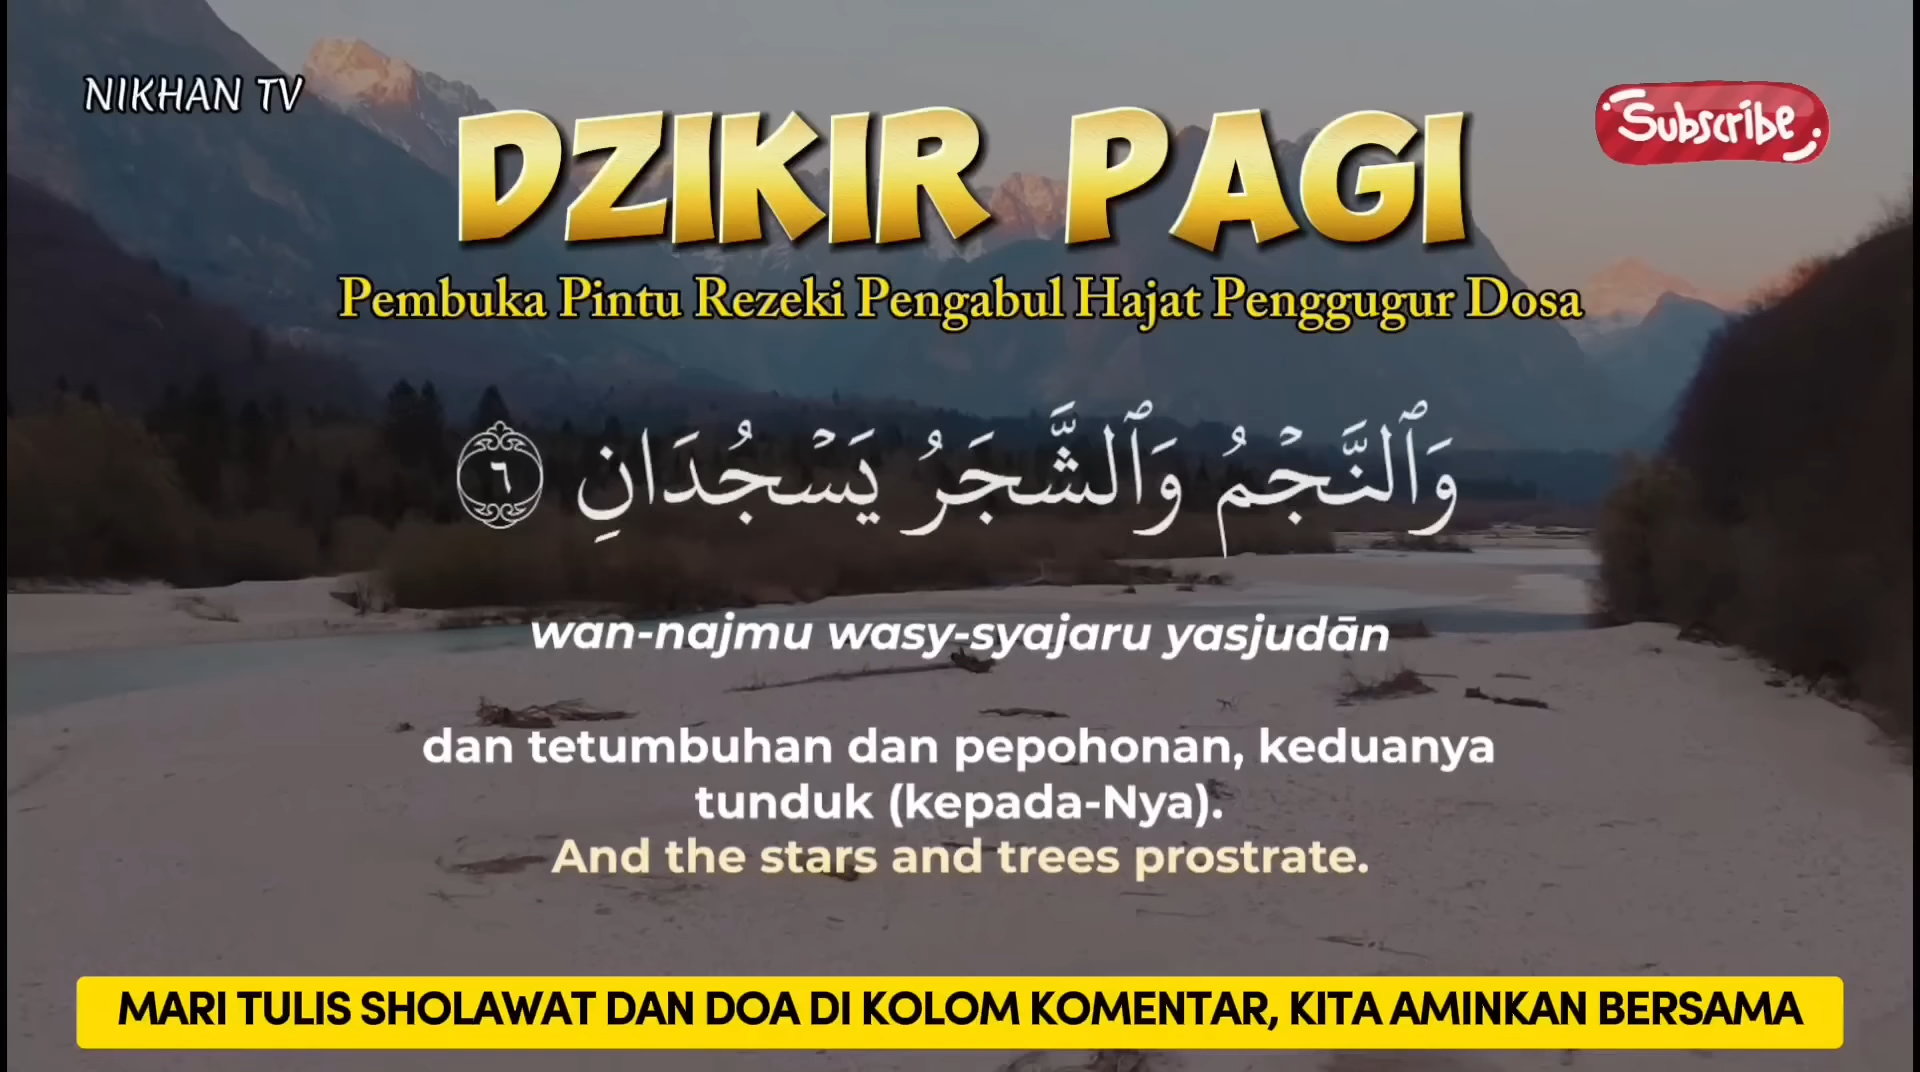 NIKHAN TV
Subscribe
DZIKIR PAGI
Pembuka Pintu Rezeki Pengabul Hajat Penggugur Dosa
وَٱلنَّجۡمُ وَٱلشَّجَرُ يَسۡجُدَانِ ٦
wan-najmu wasy-syajaru yasjudān
dan tetumbuhan dan pepohonan, keduanya
tunduk (kepada-Nya).
And the stars and trees prostrate.
MARI TULIS SHOLAWAT DAN DOA DI KOLOM KOMENTAR, KITA AMINKAN BERSAMA